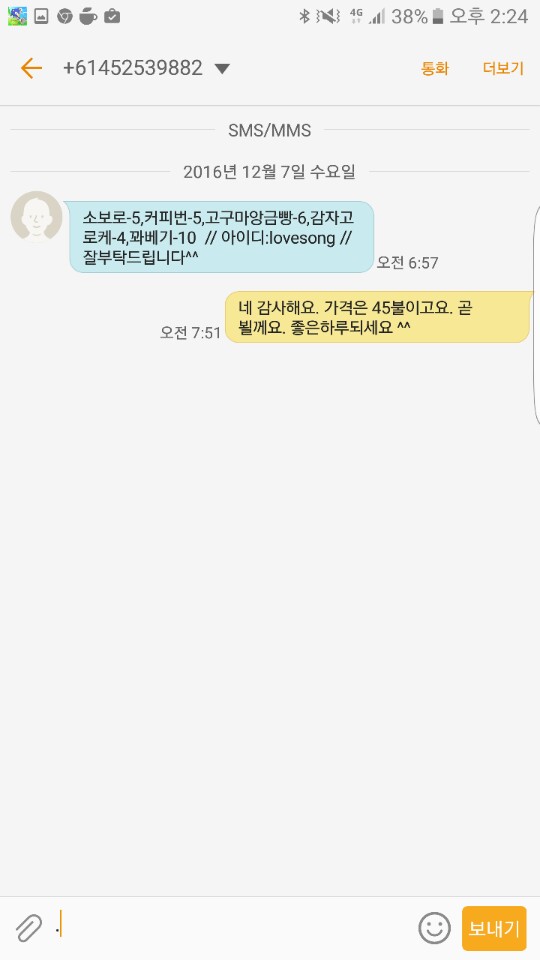 4G 38% 오후 2:24
+61452539882 통화 더보기
SMS/MMS
2016년 12월 7일 수요일
소보로-5,커피번-5,고구마앙금빵-6,감자고
로케-4,꽈베기-10 // 아이디:lovesong //
잘부탁드립니다^^
오전 6:57
네 감사해요. 가격은 45불이고요. 곧
뵐께요. 좋은하루되세요 ^^
오전 7:51
.
보내기